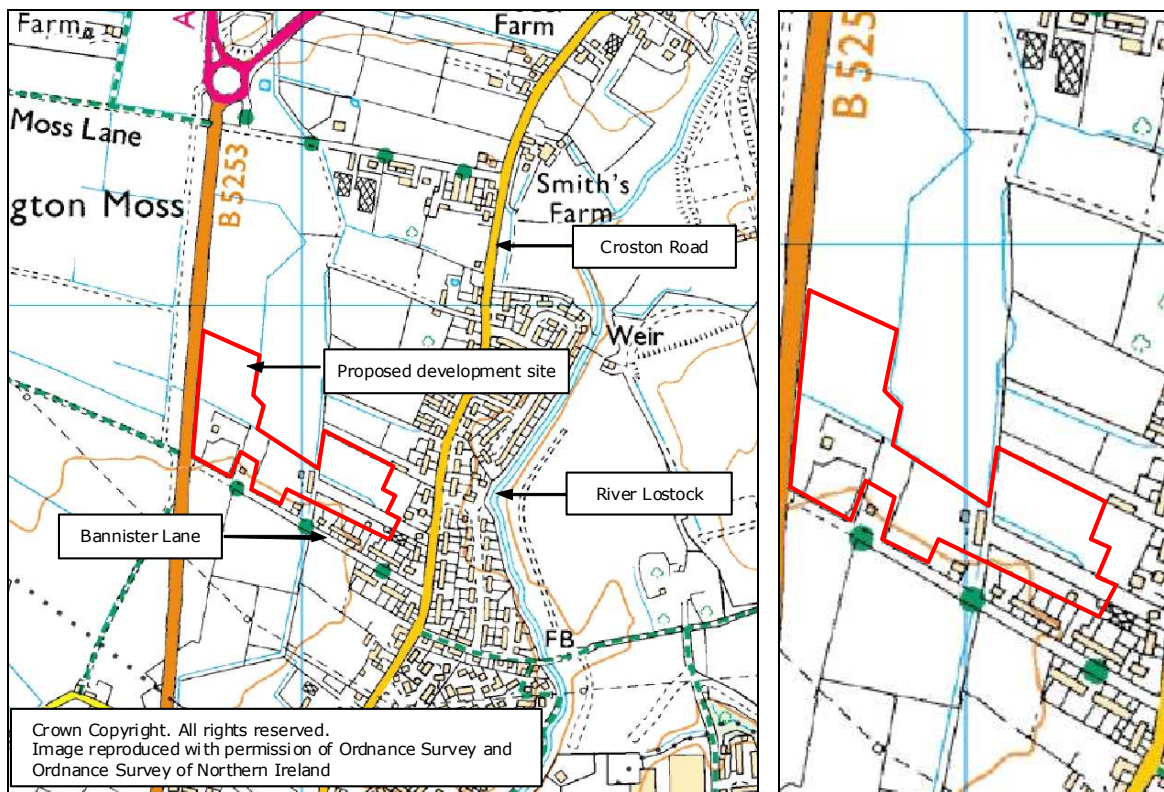 Farm
A
Farm
Moss Lane
B 5253
gton Moss
Smith's
Farm
Croston Road
Weir
Proposed development site
River Lostock
Bannister Lane
FB
Crown Copyright. All rights reserved.
Image reproduced with permission of Ordnance Survey and
Ordnance Survey of Northern Ireland
B 525